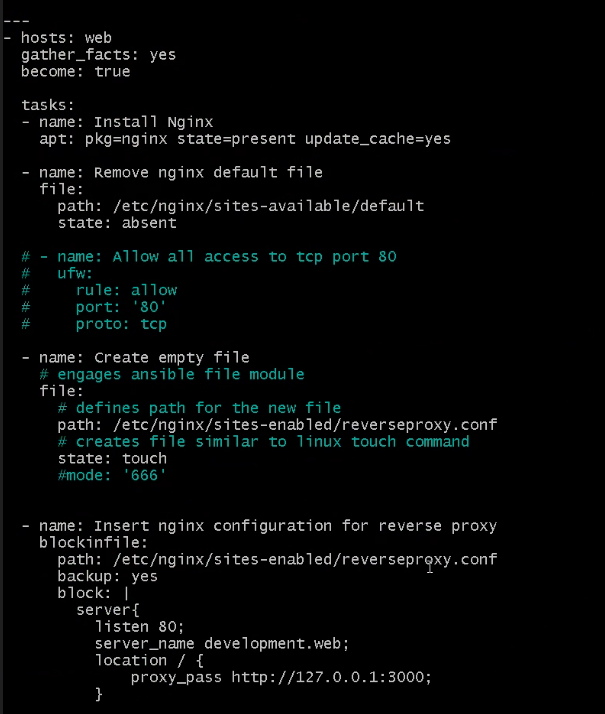 ---
- hosts: web
  gather_facts: yes
  become: true

  tasks:
  - name: Install Nginx
    apt: pkg=nginx state=present update_cache=yes

  - name: Remove nginx default file
    file:
      path: /etc/nginx/sites-available/default
      state: absent

  # - name: Allow all access to tcp port 80
  #   ufw:
  #     rule: allow
  #     port: '80'
  #     proto: tcp

  - name: Create empty file
    # engages ansible file module
    file:
      # defines path for the new file
      path: /etc/nginx/sites-enabled/reverseproxy.conf
      # creates file similar to linux touch command
      state: touch
      #mode: '666'


  - name: Insert nginx configuration for reverse proxy
    blockinfile:
      path: /etc/nginx/sites-enabled/reverseproxy.conf
      backup: yes
      block: |
        server{
          listen 80;
          server_name development.web;
          location / {
              proxy_pass http://127.0.0.1:3000;
          }